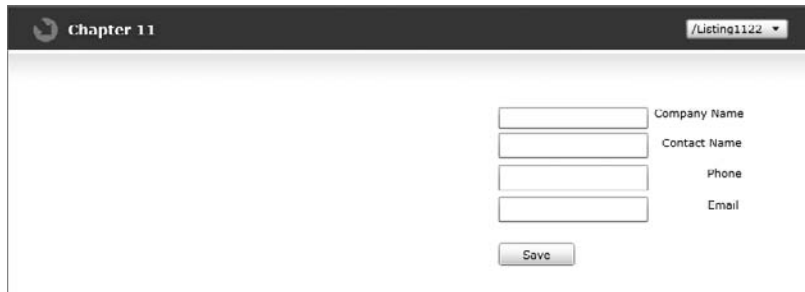 Chapter 11
/Listing1122
Company Name
Contact Name
Phone
Email
Save